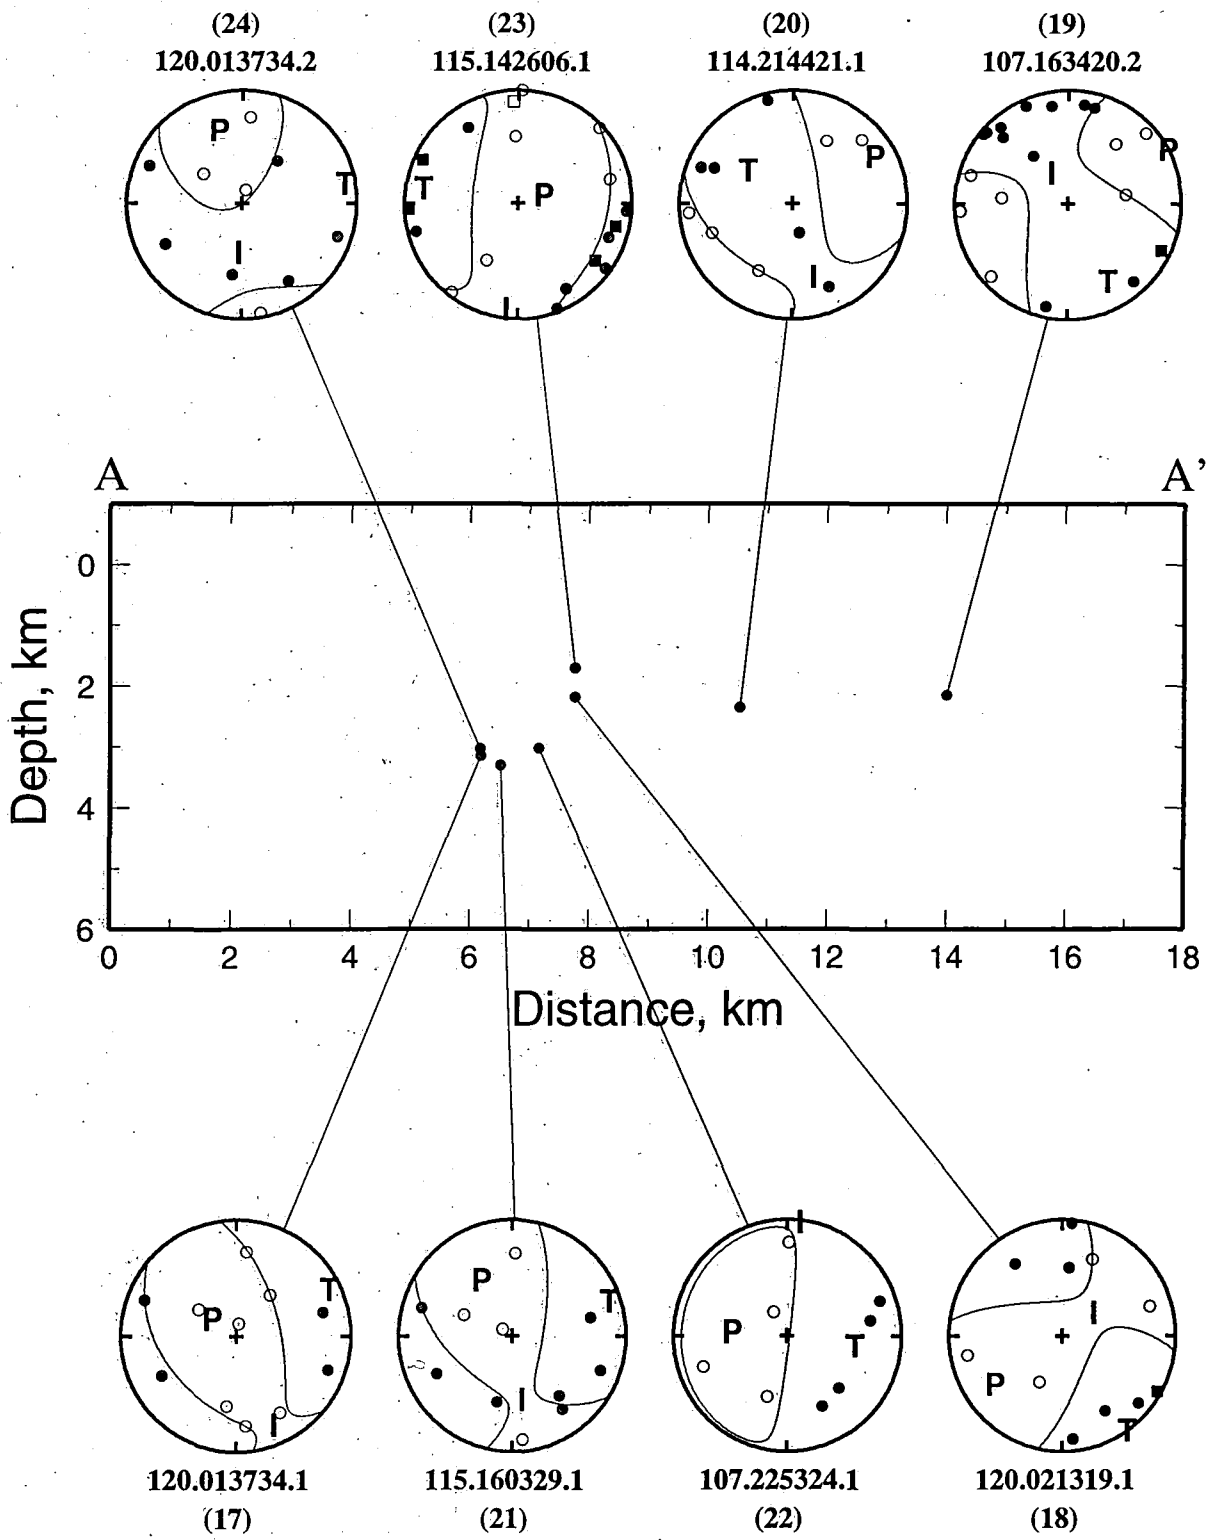 (24) (23) (20) (19)
120.013734.2 115.142606.1 114.214421.1 107.163420.2
P T I
T P I
T P I
I P T
A A’
Depth, km
0
2
4
6
0 2 4 6 8 10 12 14 16 18
Distance, km
P T I
P T I
I P T
I P T
120.013734.1 115.160329.1 107.225324.1 120.021319.1
(17) (21) (22) (18)